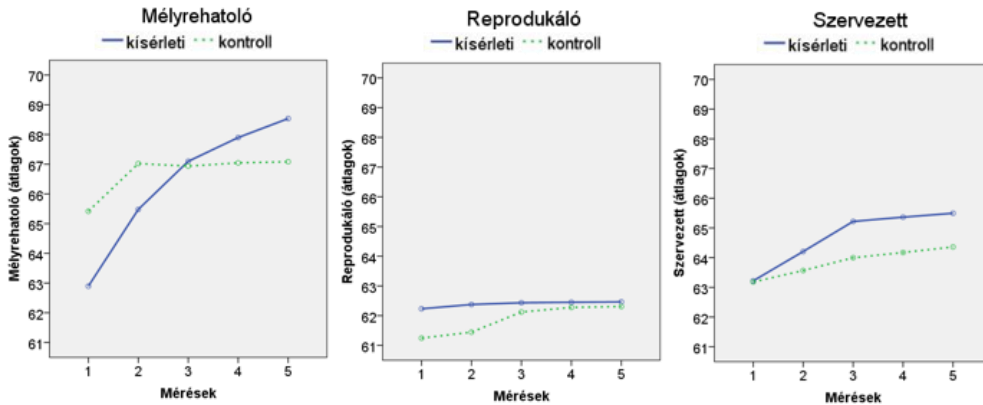 Mélyrehatoló
kísérleti kontroll
Mélyrehatoló (átlagok)
70
69
68
67
66
65
64
63
62
61
1 2 3 4 5
Mérések
Reprodukáló
kísérleti kontroll
Reprodukáló (átlagok)
70
69
68
67
66
65
64
63
62
61
1 2 3 4 5
Mérések
Szervezett
kísérleti kontroll
Szervezett (átlagok)
70
69
68
67
66
65
64
63
62
61
1 2 3 4 5
Mérések